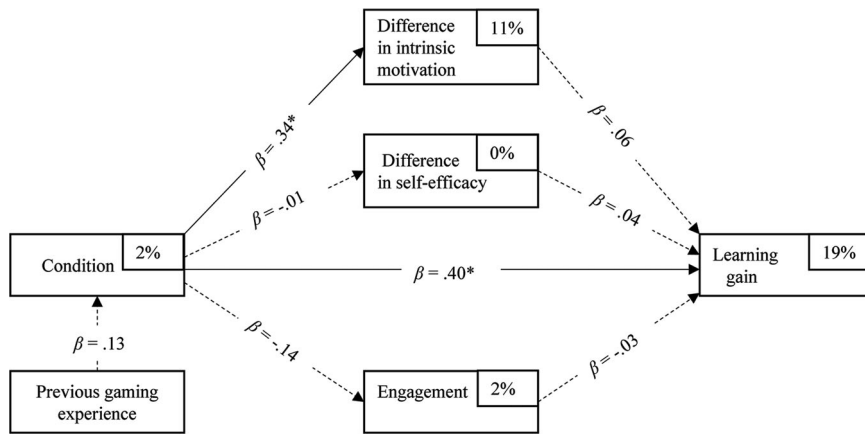 Difference
in intrinsic
motivation
11%
β = .34*
β = .06
Difference
in self-efficacy
0%
β = -.01
β = .04
Condition
2%
β = .40*
Learning
gain
19%
β = .13
β = -.14
β = -.03
Previous gaming
experience
Engagement
2%